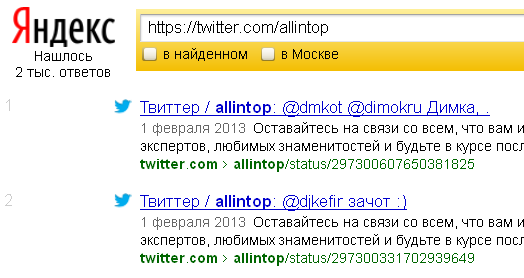 Яндекс
https://twitter.com/allintop
Нашлось
2 тыс. ответов
в найденном в Москве
1
Твиттер / allintop: @dmkot @dimokru Димка, .
1 февраля 2013 Оставайтесь на связи со всем, что вам и
экспертов, любимых знаменитостей и будьте в курсе посл
twitter.com › allintop/status/297300607650381825
2
Твиттер / allintop: @djkefir зачот :)
1 февраля 2013 Оставайтесь на связи со всем, что вам и
экспертов, любимых знаменитостей и будьте в курсе посл
twitter.com › allintop/status/297300331702939649